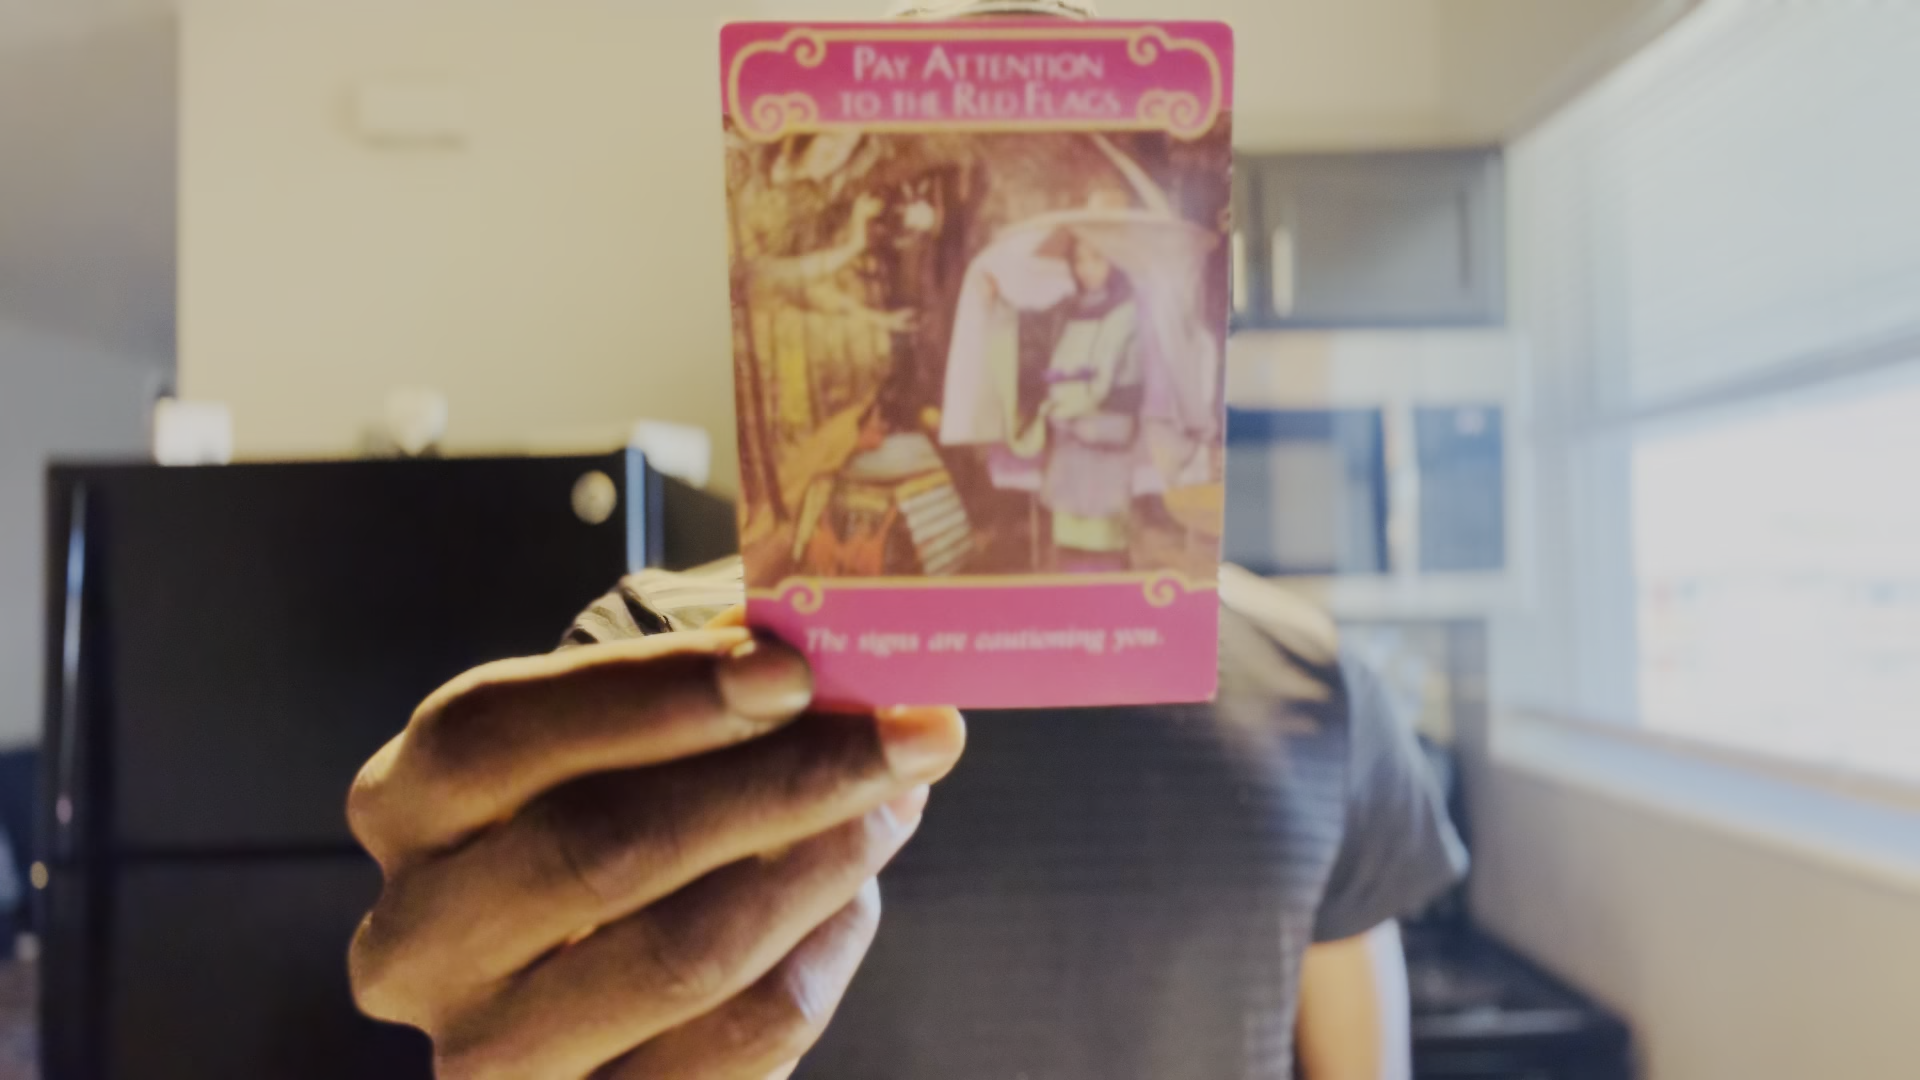 PAY ATTENTION
TO THE RED FLAGS
The signs are cautioning you.